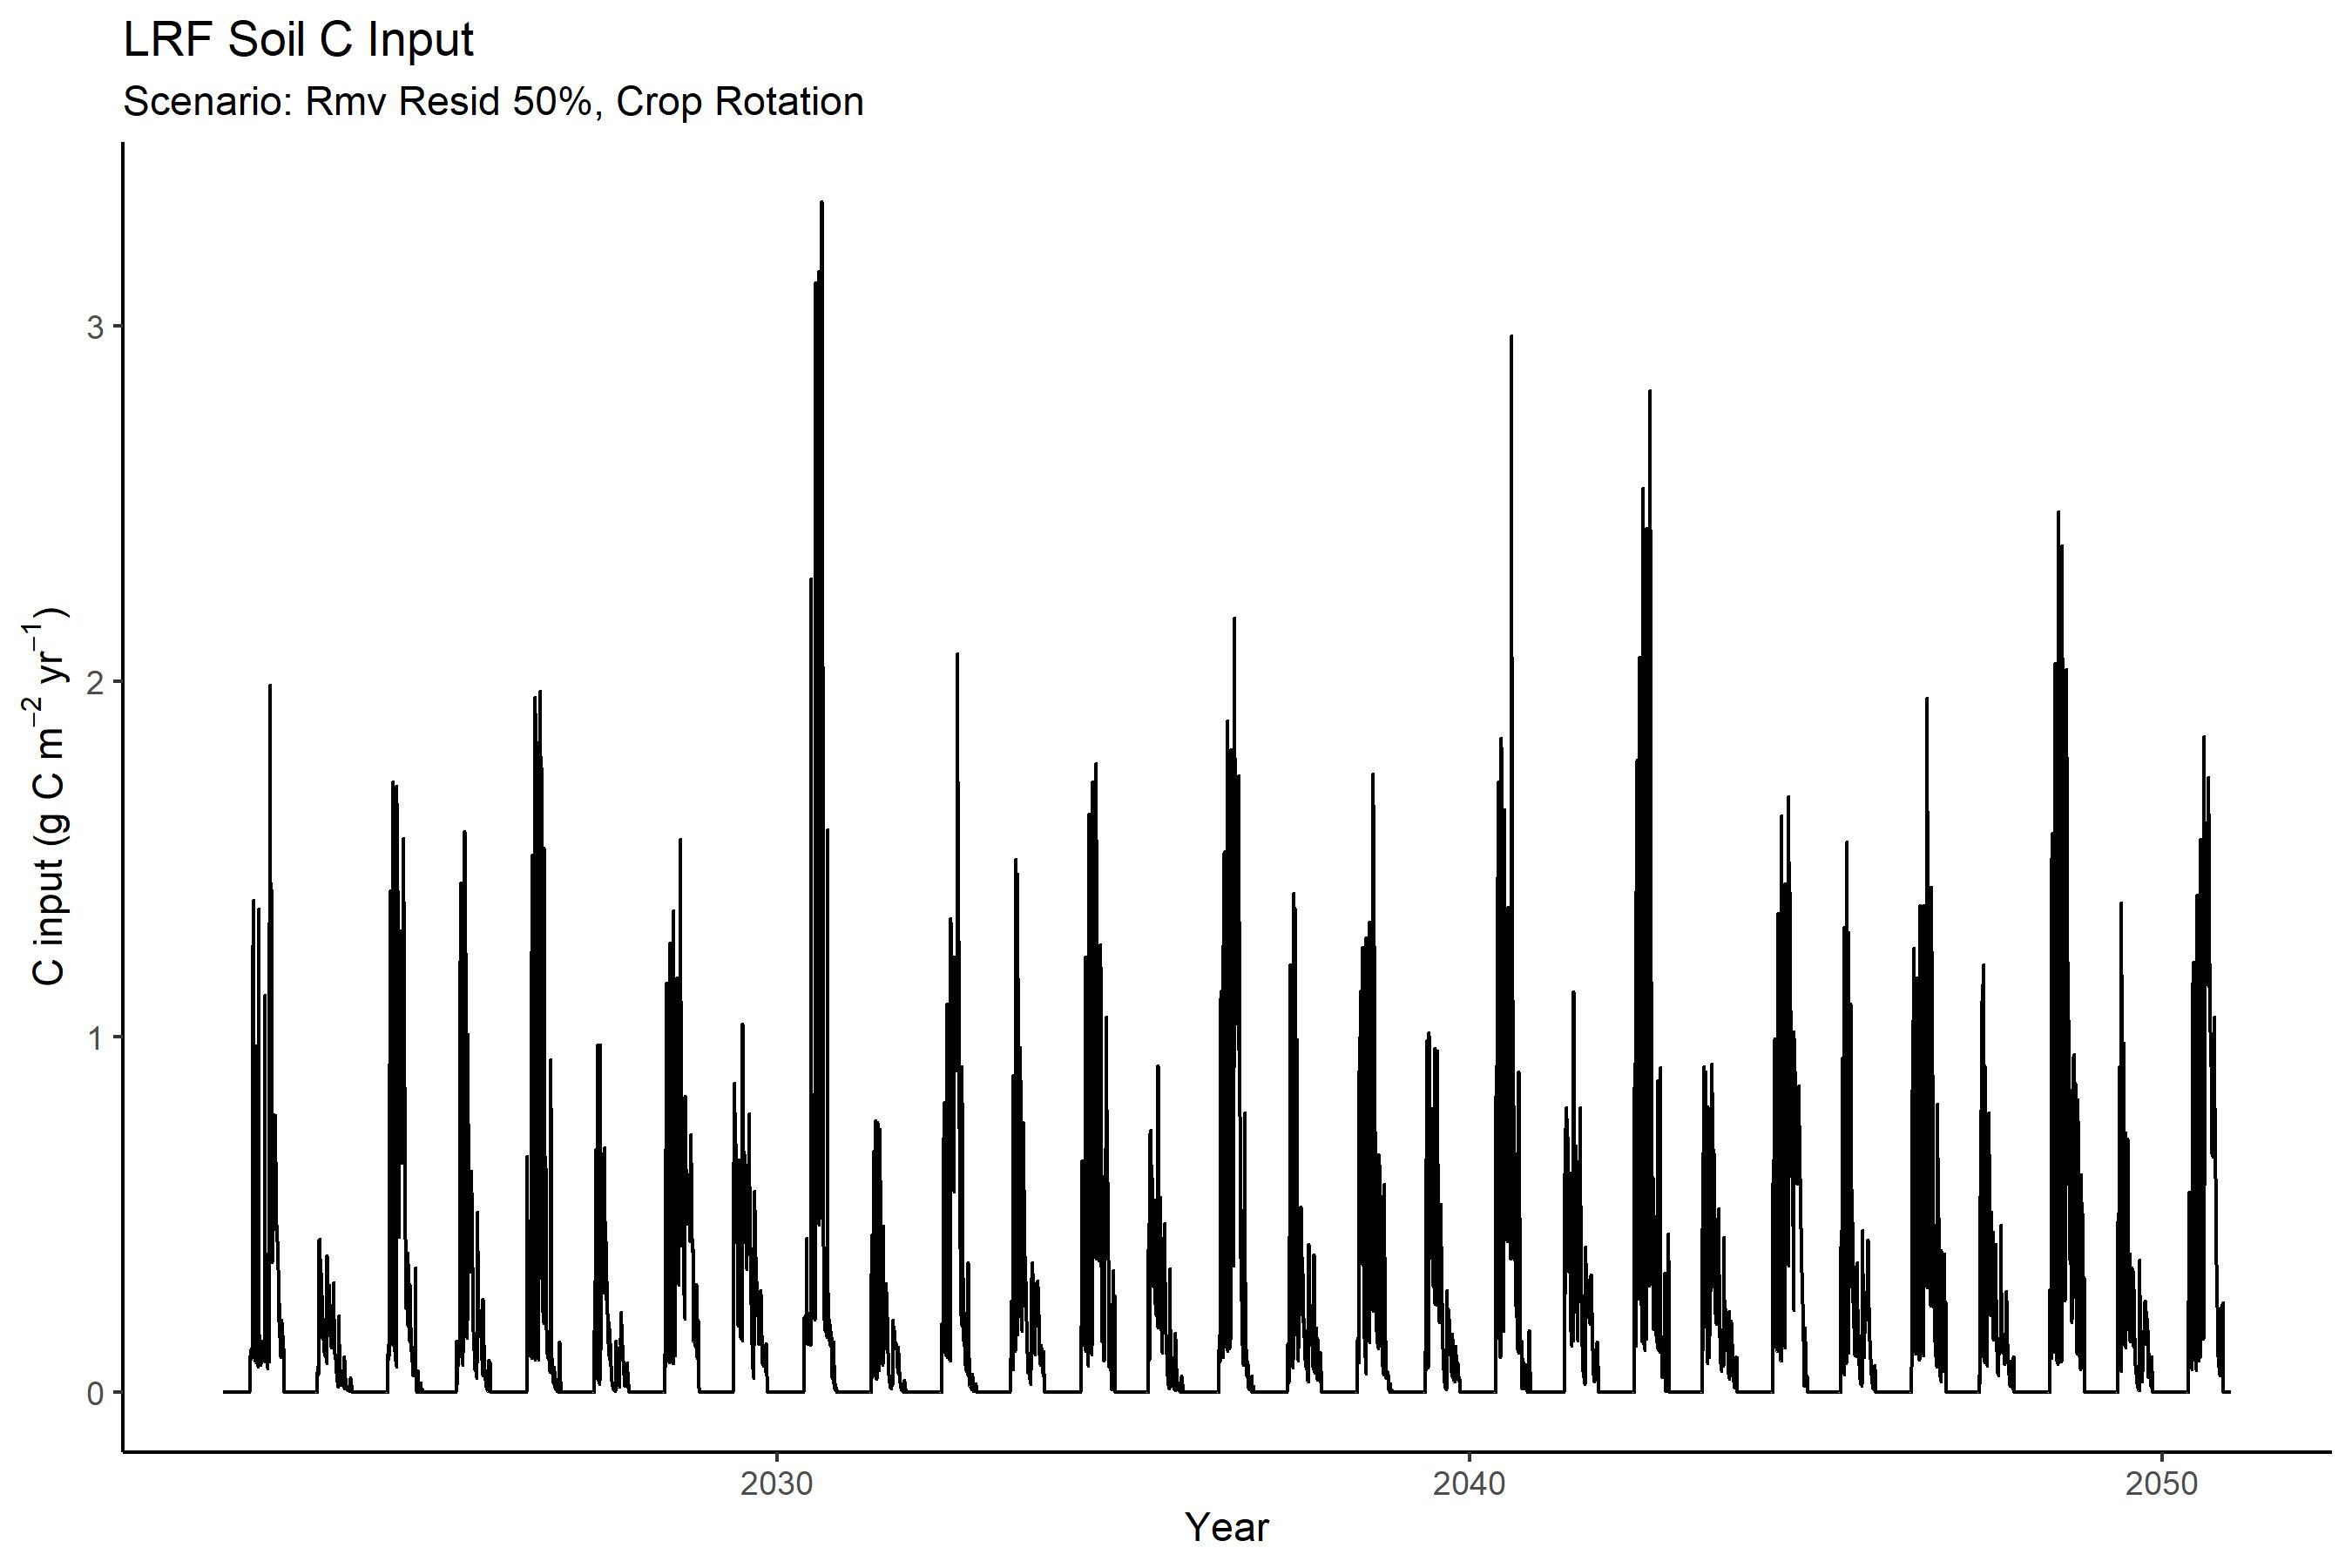 LRF Soil C Input
Scenario: Rmv Resid 50%, Crop Rotation
C input (g C m⁻² yr⁻¹)
3
2
1
0
2030
2040
2050
Year